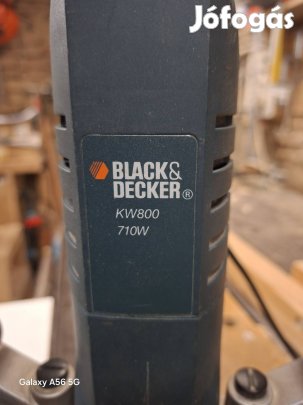 Jófogás
BLACK&
DECKER®
KW800
710W
Galaxy A56 5G